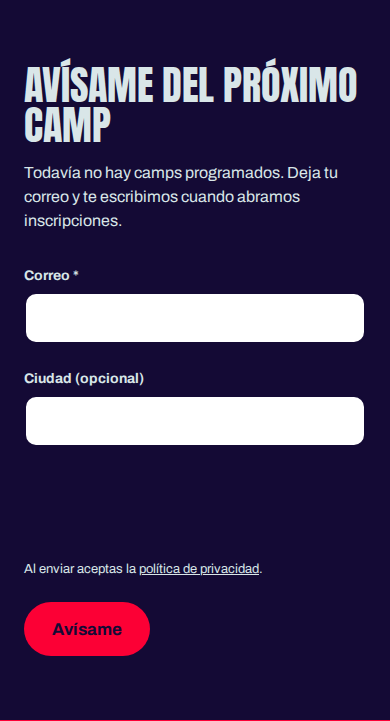 AVÍSAME DEL PRÓXIMO
CAMP
Todavía no hay camps programados. Deja tu
correo y te escribimos cuando abramos
inscripciones.
Correo *
Ciudad (opcional)
Al enviar aceptas la política de privacidad.
Avísame